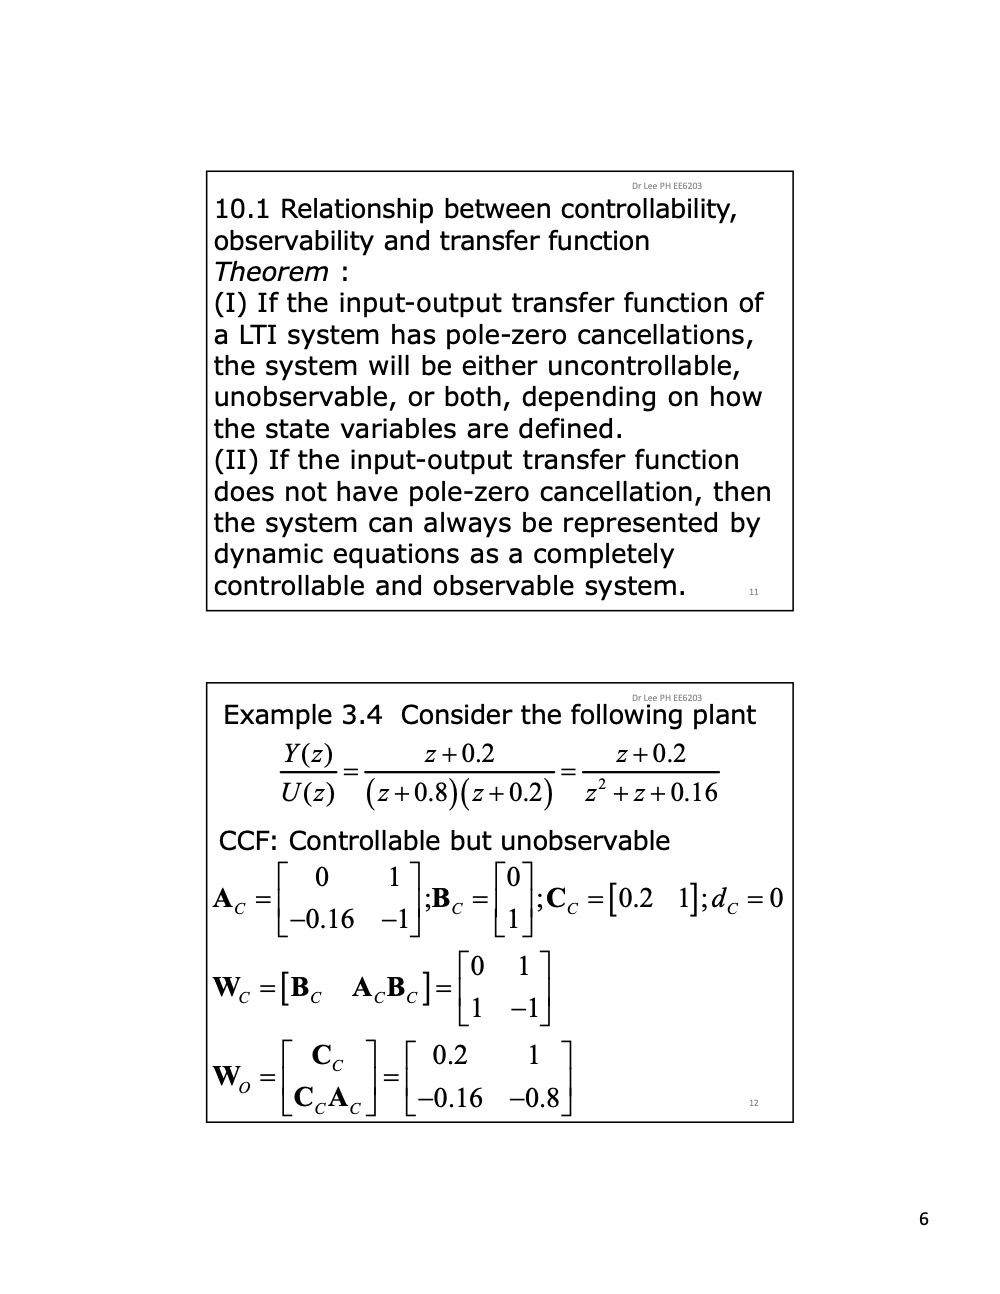 Dr Lee PH EE6203
10.1 Relationship between controllability,
observability and transfer function
Theorem :
(I) If the input-output transfer function of
a LTI system has pole-zero cancellations,
the system will be either uncontrollable,
unobservable, or both, depending on how
the state variables are defined.
(II) If the input-output transfer function
does not have pole-zero cancellation, then
the system can always be represented by
dynamic equations as a completely
controllable and observable system.
11
Dr Lee PH EE6203
Example 3.4 Consider the following plant
Y(z)/U(z) = (z+0.2)/((z+0.8)(z+0.2)) = (z+0.2)/(z² +z+0.16)
CCF: Controllable but unobservable
A_C = [0 1; −0.16 −1]; B_C = [0; 1]; C_C = [0.2 1]; d_C = 0
W_C = [B_C A_C B_C] = [0 1; 1 −1]
W_O = [C_C; C_C A_C] = [0.2 1; −0.16 −0.8]
12
6